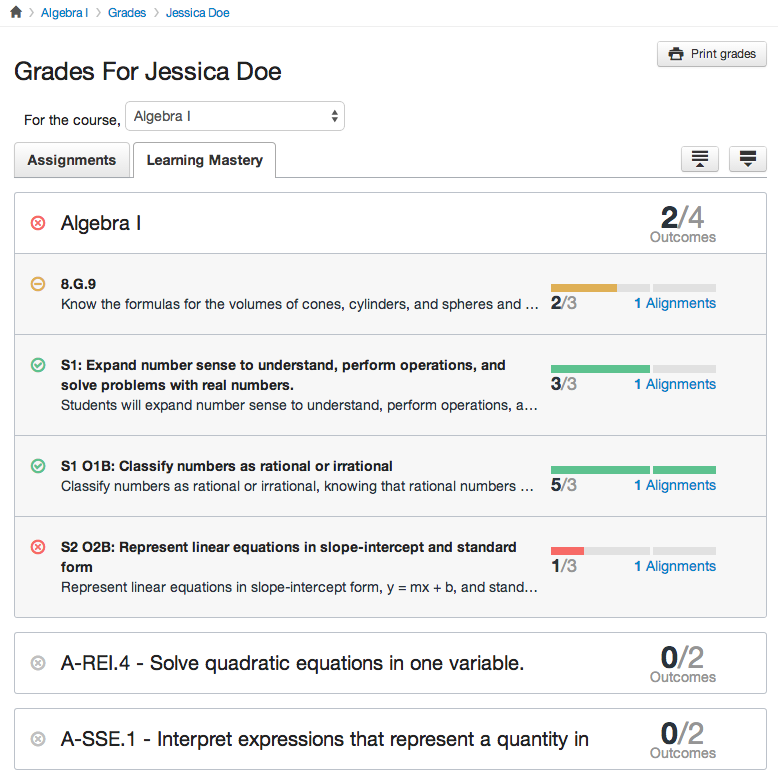 Algebra I
Grades
Jessica Doe
Print grades
Grades For Jessica Doe
For the course, Algebra I
Assignments
Learning Mastery
Algebra I
2/4
Outcomes
8.G.9
Know the formulas for the volumes of cones, cylinders, and spheres and ...
2/3
1 Alignments
S1: Expand number sense to understand, perform operations, and
solve problems with real numbers.
Students will expand number sense to understand, perform operations, a...
3/3
1 Alignments
S1 O1B: Classify numbers as rational or irrational
Classify numbers as rational or irrational, knowing that rational numbers ...
5/3
1 Alignments
S2 O2B: Represent linear equations in slope-intercept and standard
form
Represent linear equations in slope-intercept form, y = mx + b, and stand...
1/3
1 Alignments
A-REI.4 - Solve quadratic equations in one variable.
0/2
Outcomes
A-SSE.1 - Interpret expressions that represent a quantity in
0/2
Outcomes